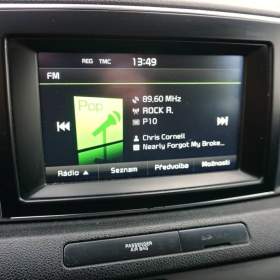 REG TMC 13:49
FM
Pop
89.60 MHz
ROCK R.
P10
Chris Cornell
Nearly Forgot My Broke...
Rádio Seznam Předvolba Možnosti
PASSENGER
AIR BAG